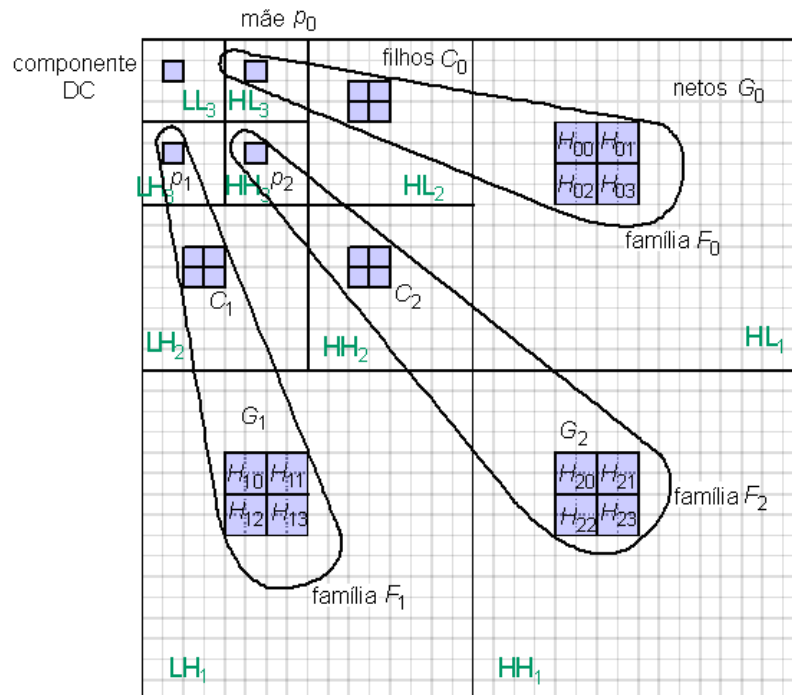 mãe p₀
componente
DC
filhos C₀
netos G₀
LL₃
HL₃
H₀₀ H₀₁
H₀₂ H₀₃
LH₃
p₁
HH₃
p₂
HL₂
família F₀
C₁
C₂
LH₂
HH₂
HL₁
G₁
G₂
H₁₀ H₁₁
H₁₂ H₁₃
H₂₀ H₂₁
H₂₂ H₂₃
família F₂
família F₁
LH₁
HH₁